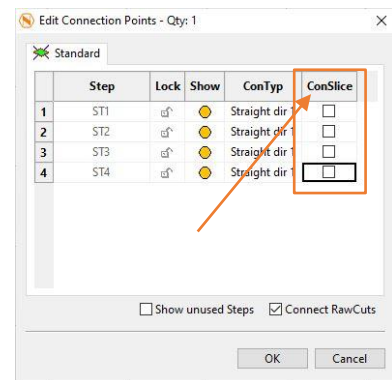 Edit Connection Points - Qty: 1
Standard
Step Lock Show ConTyp ConSlice
1 ST1 Straight dir 1
2 ST2 Straight dir 1
3 ST3 Straight dir 1
4 ST4 Straight dir 1
Show unused Steps Connect RawCuts
OK Cancel